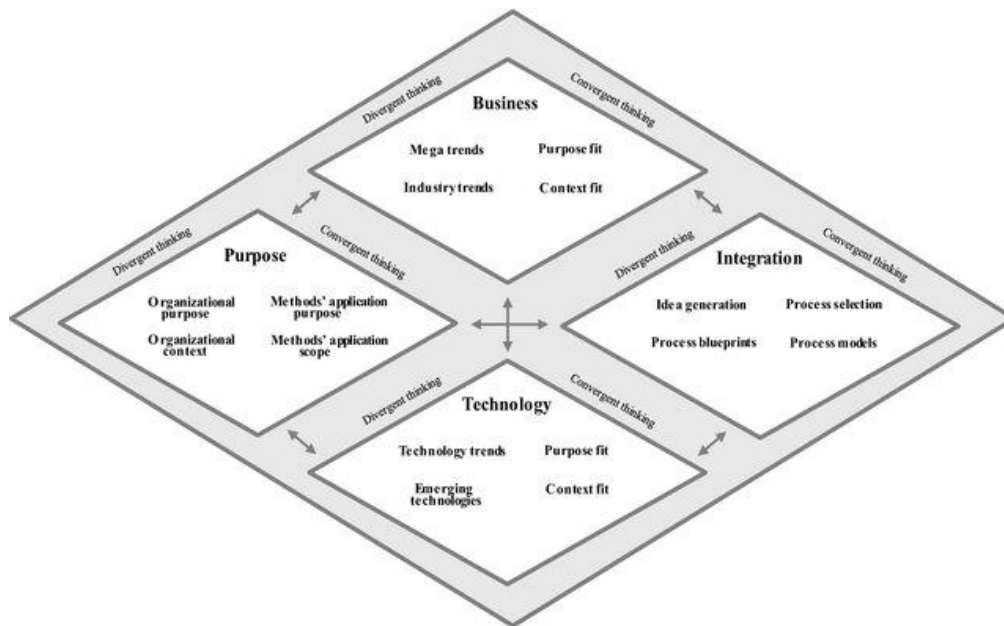 Divergent thinking
Convergent thinking
Business
Mega trends
Purpose fit
Industry trends
Context fit
Divergent thinking
Convergent thinking
Purpose
Organizational
purpose
Methods' application
purpose
Organizational
context
Methods' application
scope
Divergent thinking
Convergent thinking
Integration
Idea generation
Process selection
Process blueprints
Process models
Divergent thinking
Convergent thinking
Technology
Technology trends
Purpose fit
Emerging
technologies
Context fit